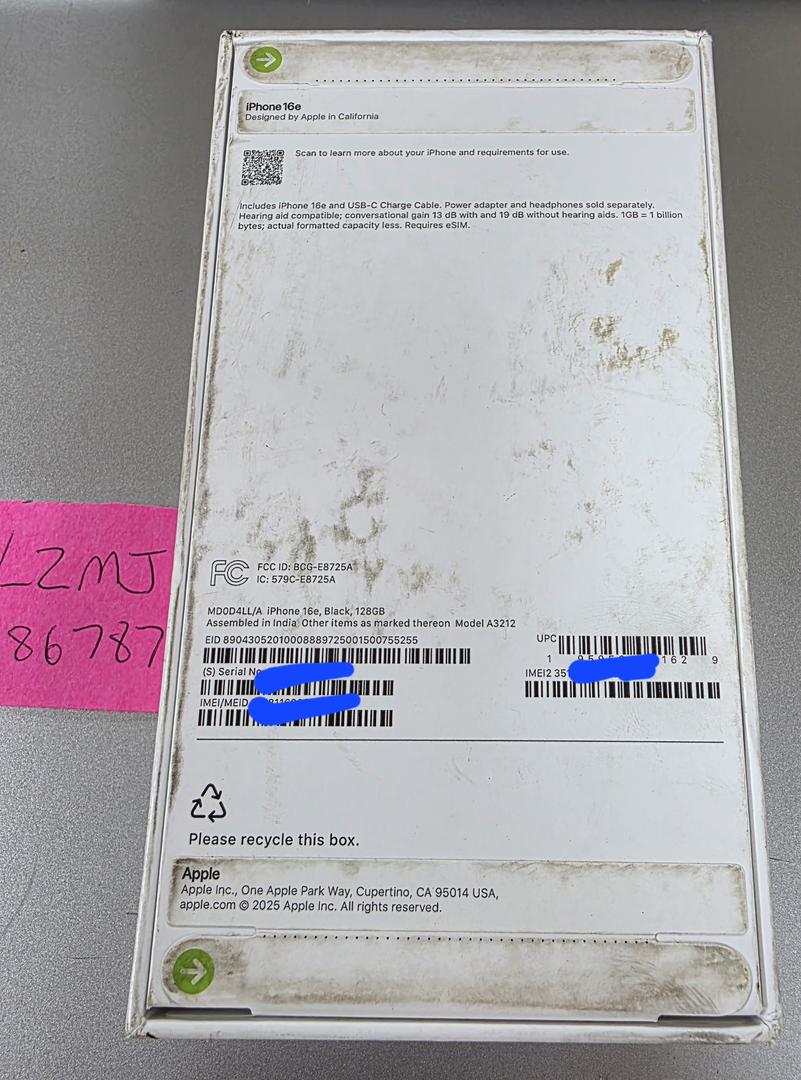 iPhone 16e
Designed by Apple in California
Scan to learn more about your iPhone and requirements for use.
Includes iPhone 16e and USB-C Charge Cable. Power adapter and headphones sold separately.
Hearing aid compatible; conversational gain 13 dB with and 19 dB without hearing aids. 1GB = 1 billion
bytes; actual formatted capacity less. Requires eSIM.
LZMJ
86787
FC FCC ID: BCG-E8725A
IC: 579C-E8725A
MD0D4LL/A iPhone 16e, Black, 128GB
Assembled in India Other items as marked thereon Model A3212
EID 89043052010008889725001500755255
UPC
1 162 9
(S) Serial No
IMEI2 35
IMEI/MEID
Please recycle this box.
Apple
Apple Inc., One Apple Park Way, Cupertino, CA 95014 USA,
apple.com © 2025 Apple Inc. All rights reserved.